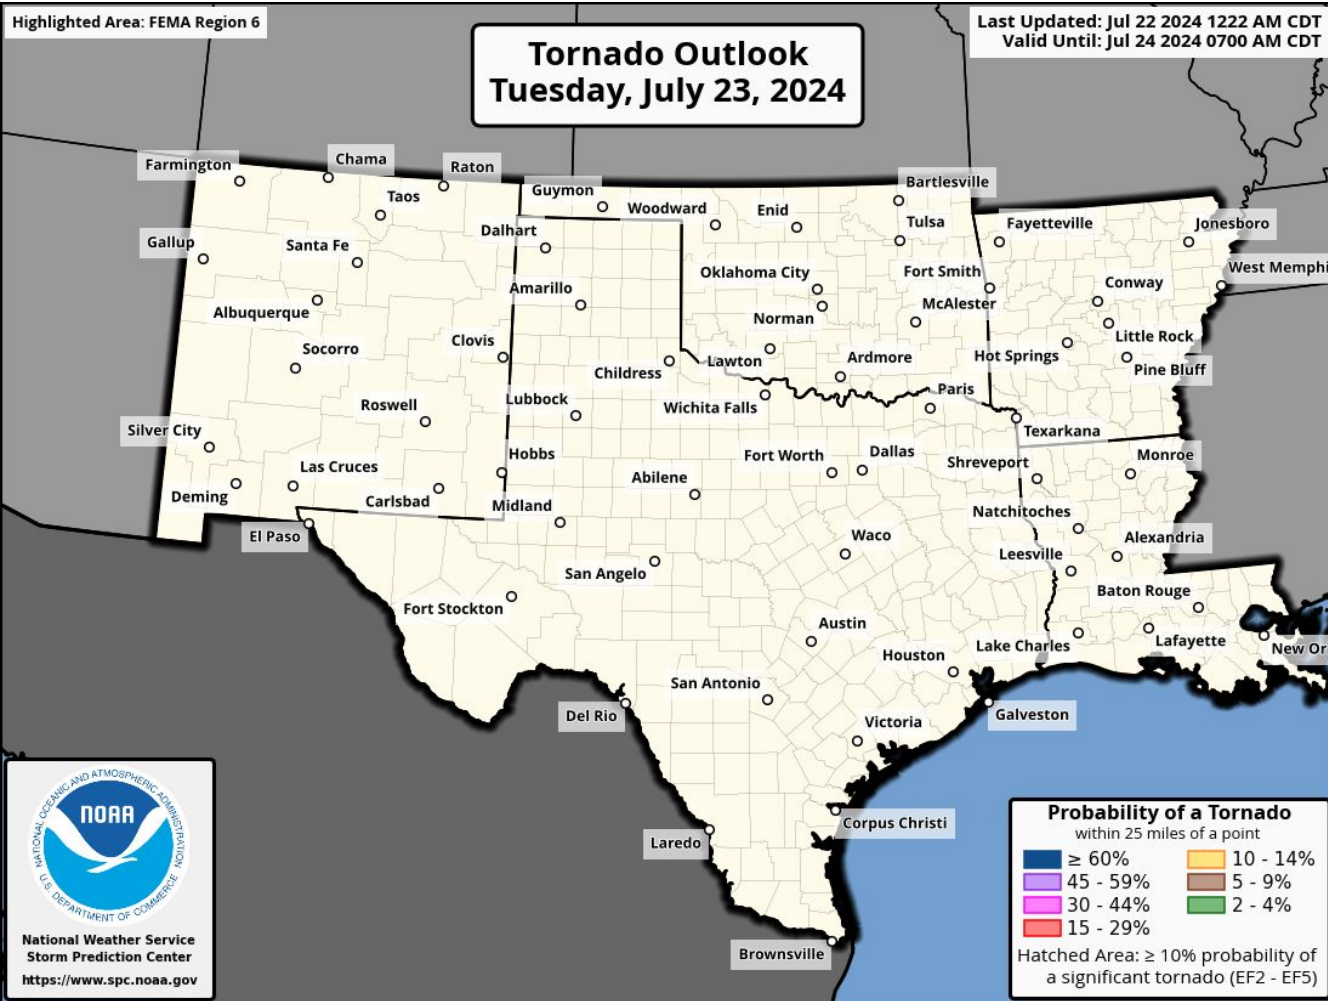 Highlighted Area: FEMA Region 6
Last Updated: Jul 22 2024 1222 AM CDT
Valid Until: Jul 24 2024 0700 AM CDT
Tornado Outlook
Tuesday, July 23, 2024
Farmington
Chama
Raton
Taos
Guymon
Woodward
Enid
Bartlesville
Tulsa
Fayetteville
Jonesboro
Gallup
Santa Fe
Dalhart
Oklahoma City
Fort Smith
West Memphi
Albuquerque
Amarillo
Norman
McAlester
Conway
Socorro
Clovis
Childress
Lawton
Ardmore
Hot Springs
Little Rock
Pine Bluff
Roswell
Lubbock
Wichita Falls
Paris
Texarkana
Silver City
Las Cruces
Hobbs
Abilene
Fort Worth
Dallas
Shreveport
Monroe
Deming
Carlsbad
Midland
Natchitoches
El Paso
San Angelo
Waco
Leesville
Alexandria
Fort Stockton
Baton Rouge
Austin
Houston
Lake Charles
Lafayette
New Or
San Antonio
Del Rio
Victoria
Galveston
Laredo
Corpus Christi
Brownsville
NATIONAL OCEANIC AND ATMOSPHERIC ADMINISTRATION
NOAA
U.S. DEPARTMENT OF COMMERCE
National Weather Service
Storm Prediction Center
https://www.spc.noaa.gov
Probability of a Tornado
within 25 miles of a point
≥ 60%
45 - 59%
30 - 44%
15 - 29%
10 - 14%
5 - 9%
2 - 4%
Hatched Area: ≥ 10% probability of
a significant tornado (EF2 - EF5)